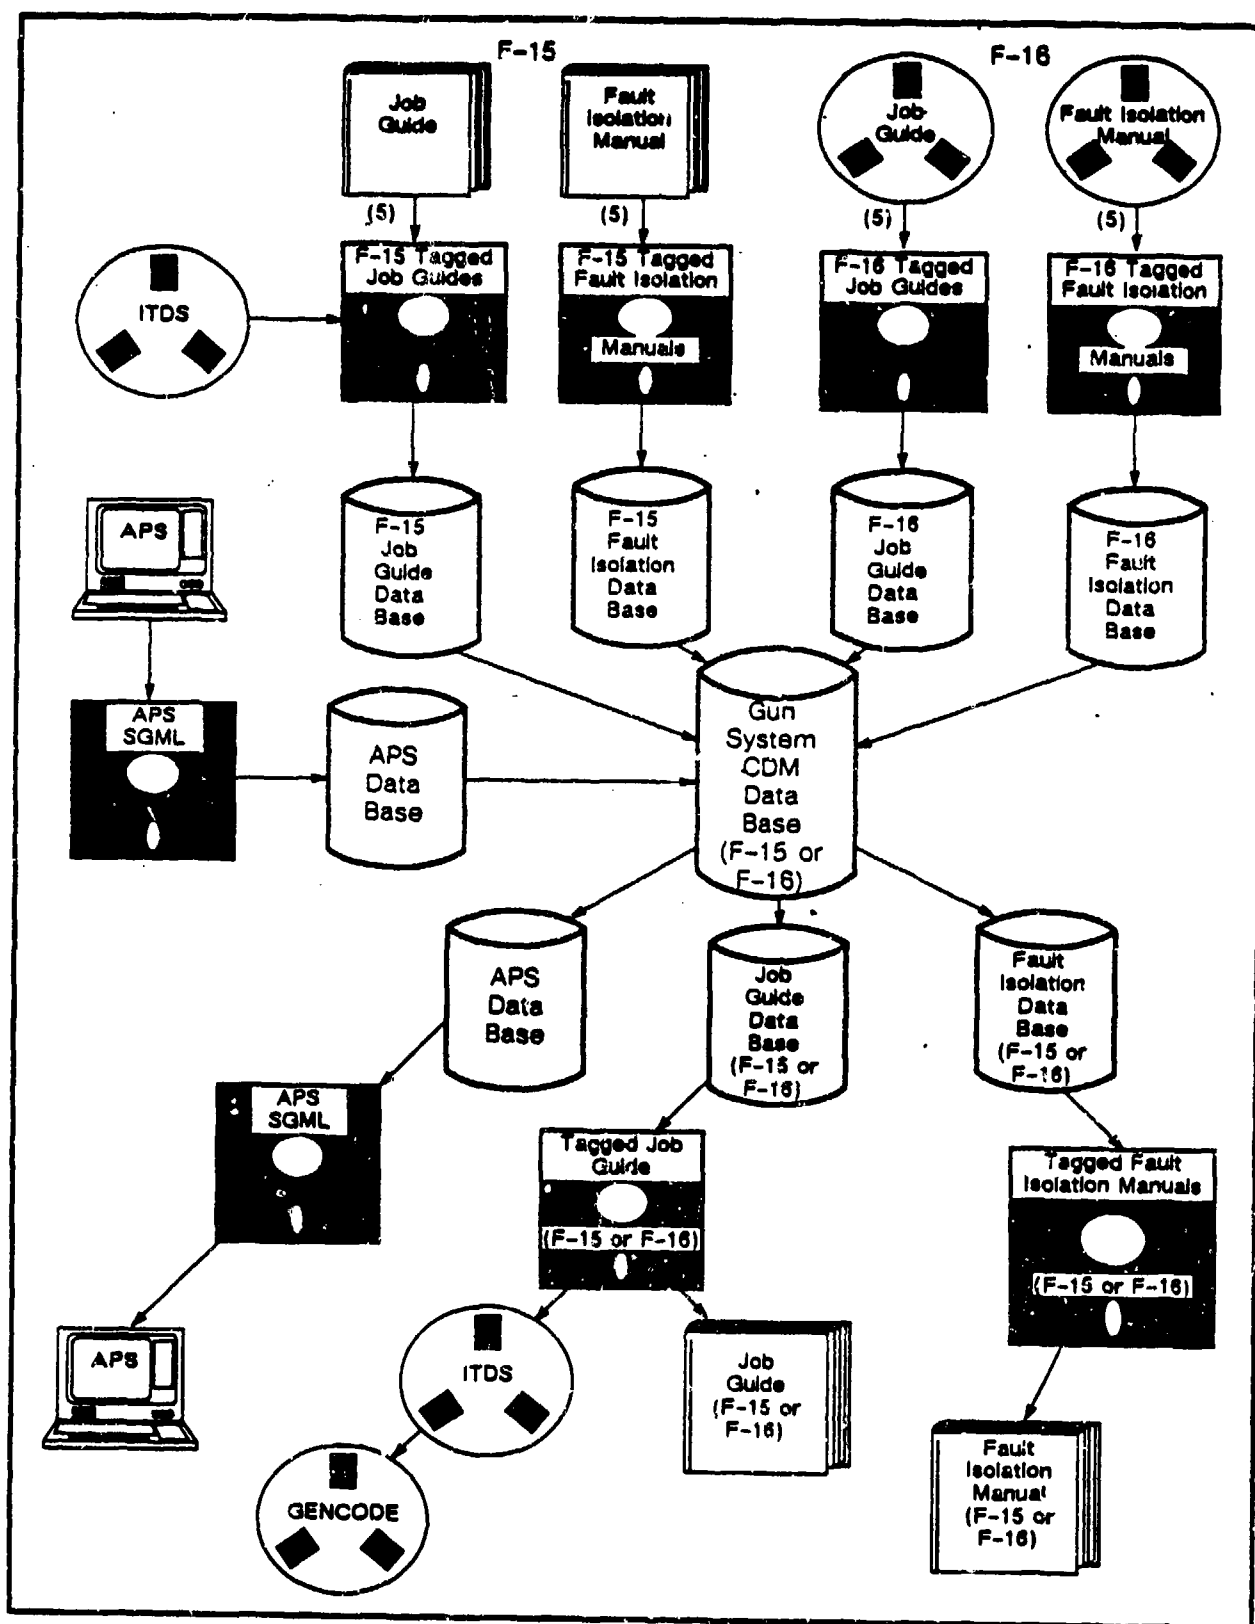 F-15
F-16
Job
Guide
Fault
Isolation
Manual
Job
Guide
Fault Isolation
Manual
(5)
(5)
(5)
(5)
F-15 Tagged
Job Guides
F-15 Tagged
Fault Isolation
Manuals
F-16 Tagged
Job Guides
F-16 Tagged
Fault Isolation
Manuals
ITDS
APS
F-15
Job
Guide
Data
Base
F-15
Fault
Isolation
Data
Base
F-16
Job
Guide
Data
Base
F-16
Fault
Isolation
Data
Base
APS
SGML
APS
Data
Base
Gun
System
CDM
Data
Base
(F-15 or
F-16)
APS
Data
Base
Job
Guide
Data
Base
(F-15 or
F-16)
Fault
Isolation
Data
Base
(F-15 or
F-16)
APS
SGML
Tagged Job
Guide
(F-15 or F-16)
Tagged Fault
Isolation Manuals
(F-15 or F-16)
APS
ITDS
Job
Guide
(F-15 or
F-16)
GENCODE
Fault
Isolation
Manual
(F-15 or
F-16)